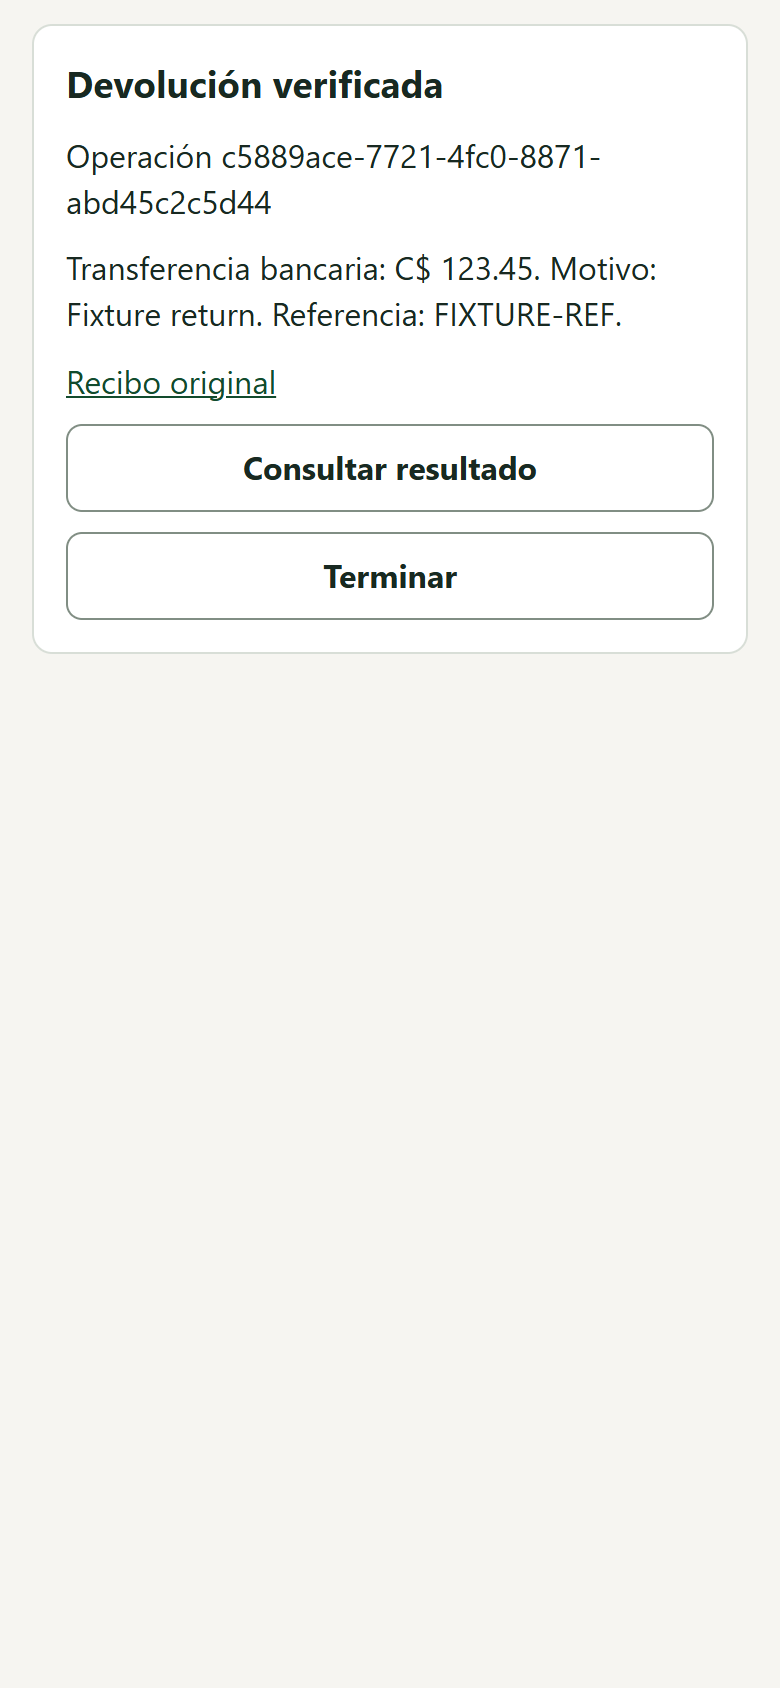 Devolución verificada
Operación c5889ace-7721-4fc0-8871-
abd45c2c5d44
Transferencia bancaria: C$ 123.45. Motivo:
Fixture return. Referencia: FIXTURE-REF.
Recibo original
Consultar resultado
Terminar